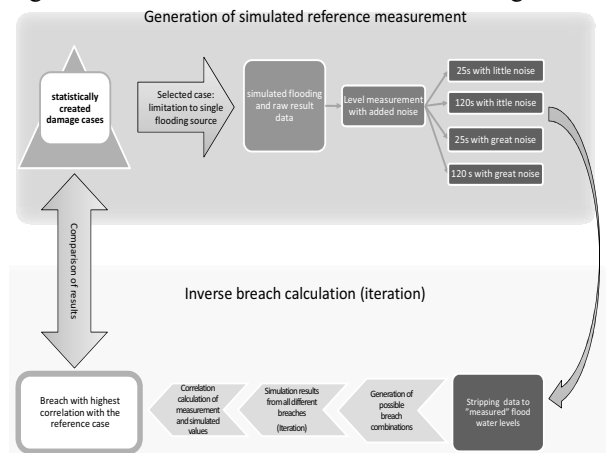 Generation of simulated reference measurement
statistically
created
damage cases
Selected case:
limitation to single
flooding source
simulated flooding
and raw result
data
Level measurement
with added noise
25s with little noise
120s with ittle noise
25s with great noise
120 s with great noise
Comparison of results
Inverse breach calculation (iteration)
Breach with highest
correlation with the
reference case
Correlation
calculation of
measurement
and simulated
values
Simulation results
from all different
breaches
(Iteration)
Generation of
possible
breach
combinations
Stripping data to
"measured" flood
water levels